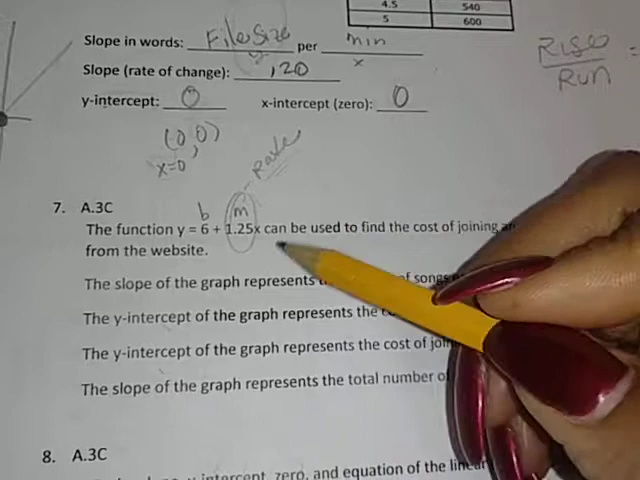 4.5 540
5 600
Slope in words: File Size per min
y x
Slope (rate of change): 120
RISE
RUN =
y-intercept: 0 x-intercept (zero): 0
(0,0)
x=0
Rate
b m
7. A.3C
The function y = 6 + 1.25x can be used to find the cost of joining
from the website.
The slope of the graph represents of songs
The y-intercept of the graph represents the
The y-intercept of the graph represents the cost of
The slope of the graph represents the total number
8. A.3C
intercept, zero, and equation of the